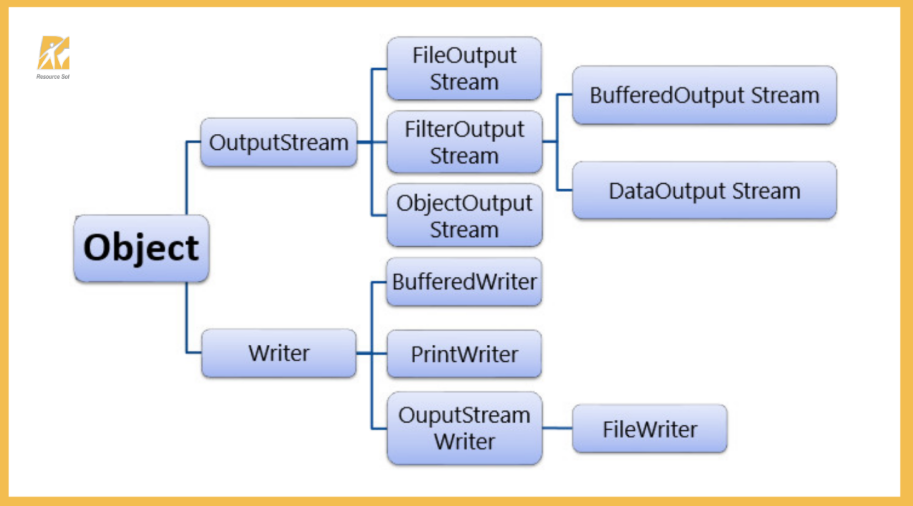 Resource Sol
FileOutput
Stream
OutputStream
FilterOutput
Stream
BufferedOutput Stream
DataOutput Stream
ObjectOutput
Stream
Object
BufferedWriter
Writer
PrintWriter
OuputStream
Writer
FileWriter